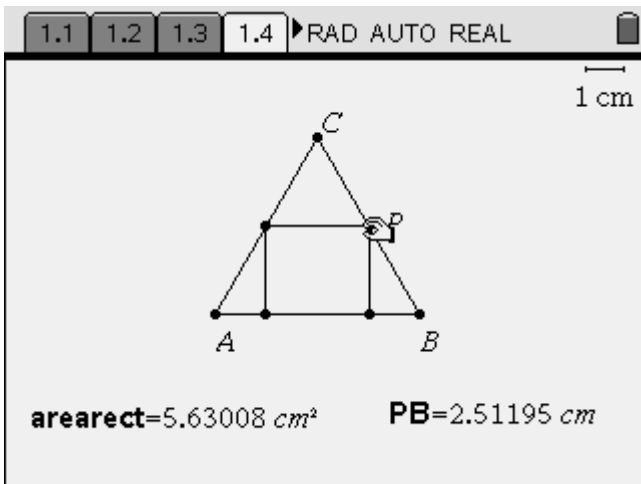 1.1 1.2 1.3 1.4 RAD AUTO REAL
1 cm
C
p
A B
arearect=5.63008 cm² PB=2.51195 cm